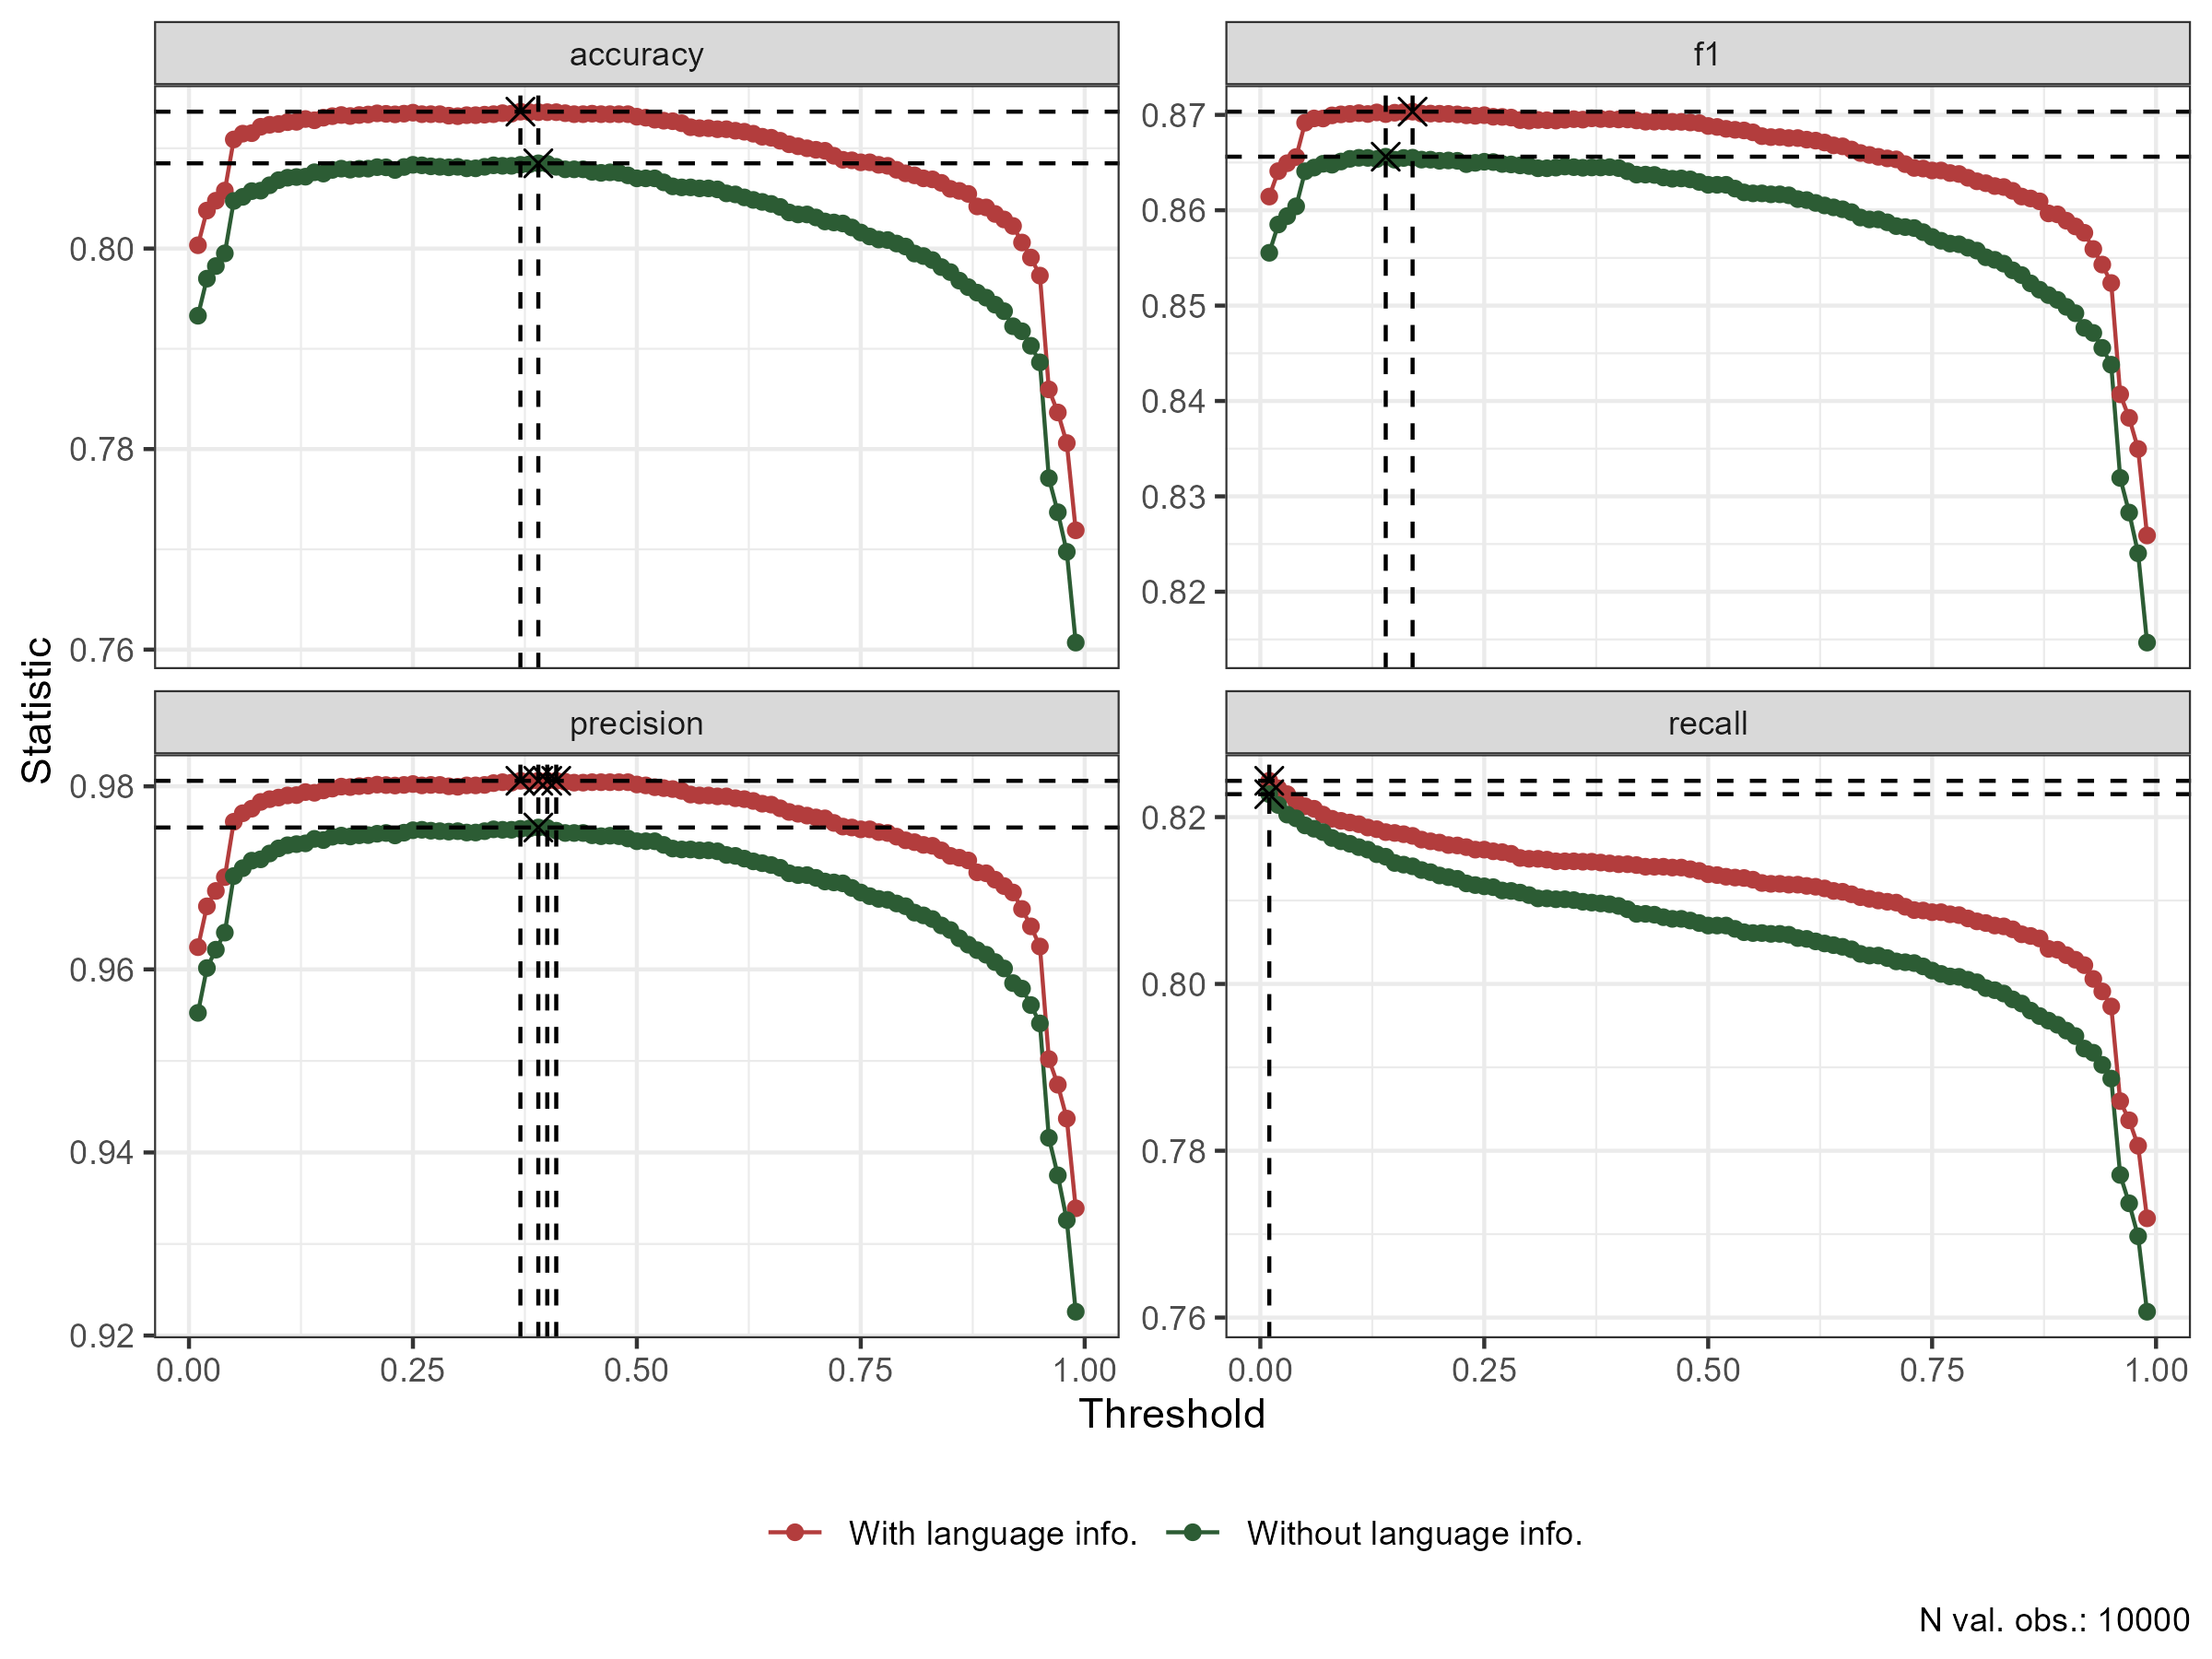 accuracy
f1
0.80
0.78
0.76
0.87
0.86
0.85
0.84
0.83
0.82
Statistic
precision
recall
0.98
0.96
0.94
0.92
0.82
0.80
0.78
0.76
0.00 0.25 0.50 0.75 1.00
0.00 0.25 0.50 0.75 1.00
Threshold
With language info. Without language info.
N val. obs.: 10000